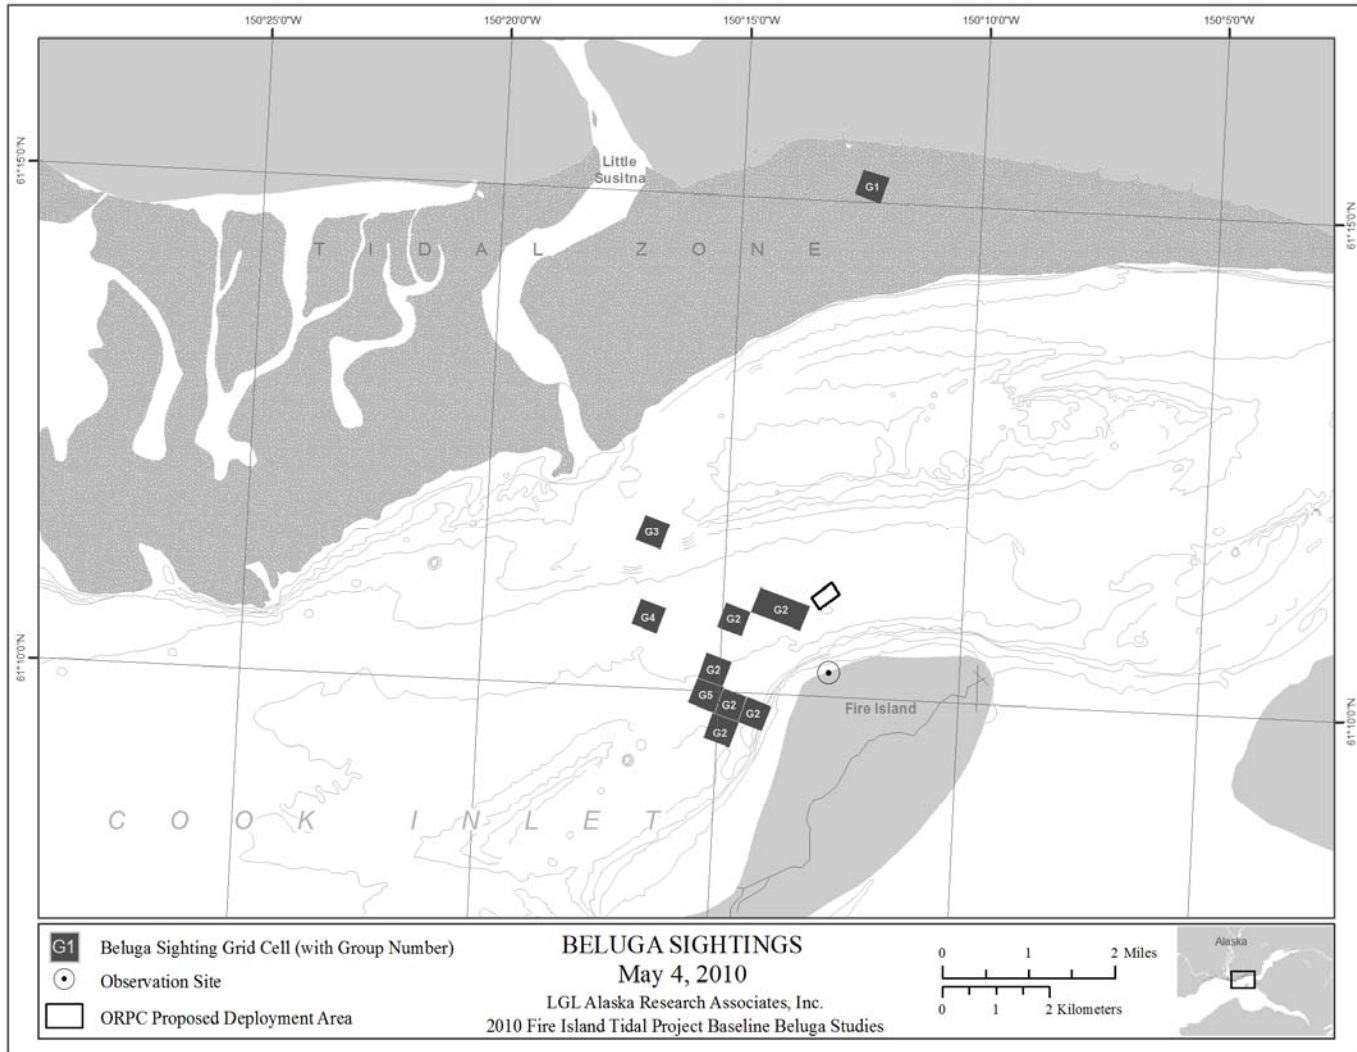 150°25'0"W
150°20'0"W
150°15'0"W
150°10'0"W
150°5'0"W
61°15'0"N
61°15'0"N
Little
Susitna
G1
TIDAL ZONE
G3
G4
G2
G2
61°10'0"N
61°10'0"N
G2
G5
G2
G2
G2
Fire Island
COOK INLET
G1 Beluga Sighting Grid Cell (with Group Number)
Observation Site
ORPC Proposed Deployment Area
BELUGA SIGHTINGS
May 4, 2010
LGL Alaska Research Associates, Inc.
2010 Fire Island Tidal Project Baseline Beluga Studies
0 1 2 Miles
0 1 2 Kilometers
Alaska